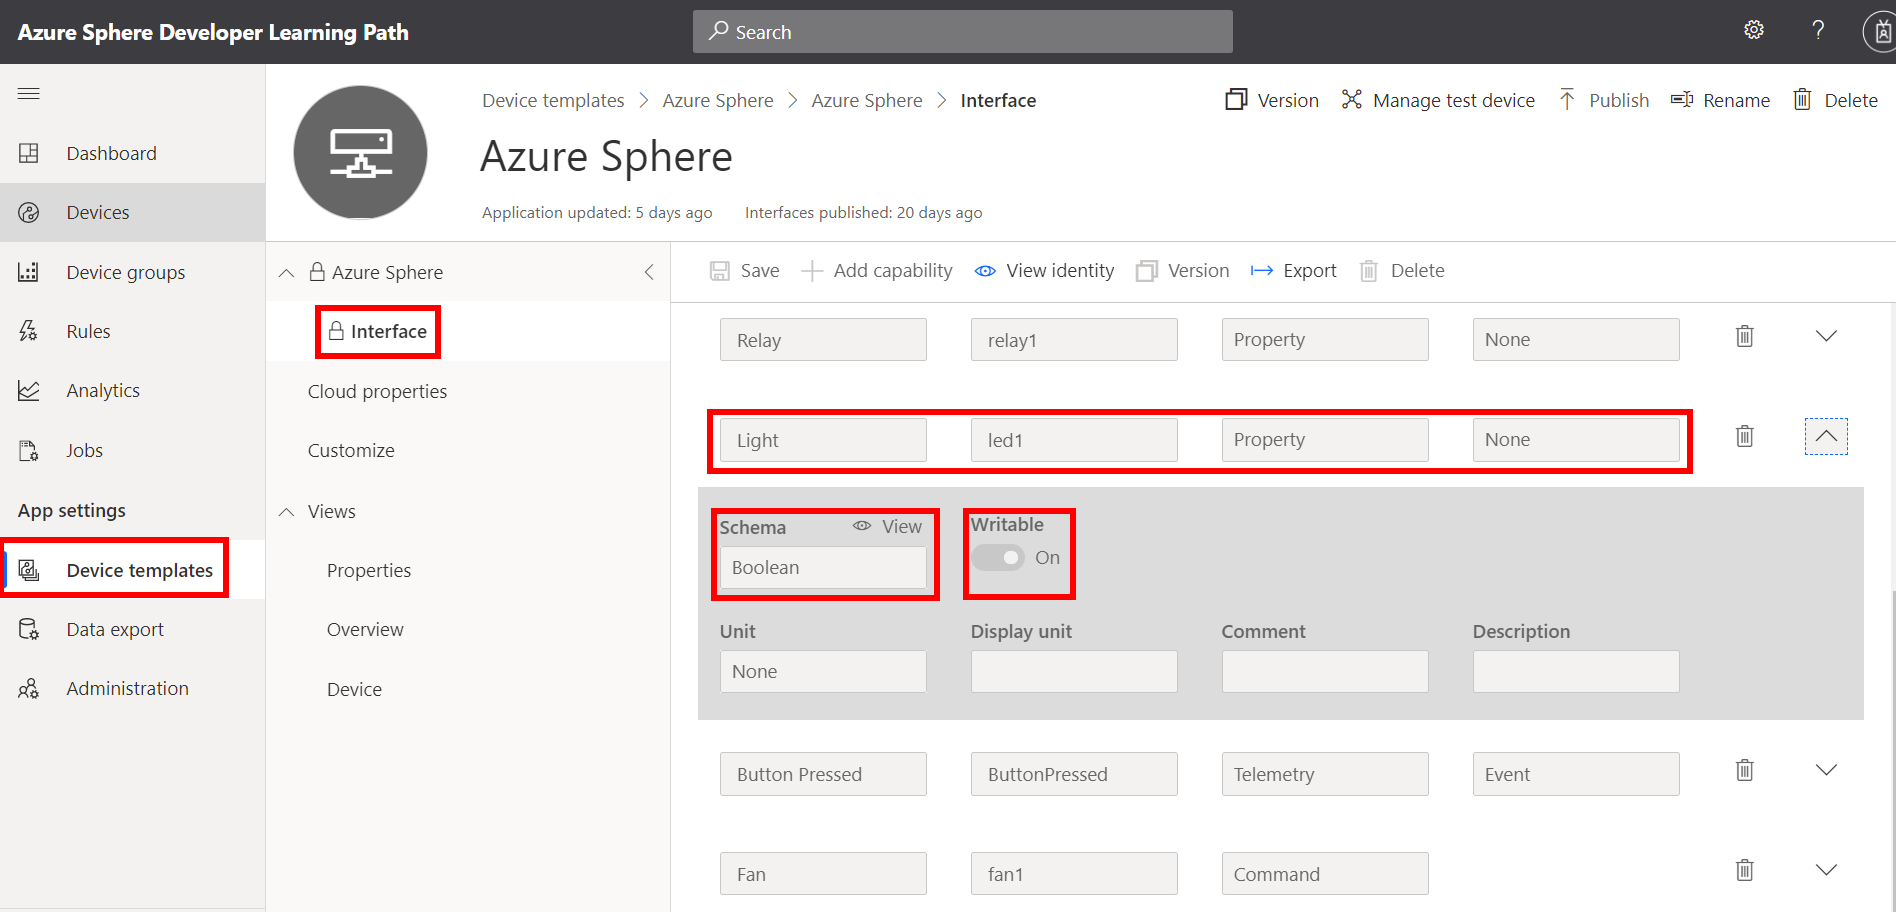 Azure Sphere Developer Learning Path
Search
?
Dashboard
Devices
Device groups
Rules
Analytics
Jobs
App settings
Device templates
Data export
Administration
Device templates > Azure Sphere > Azure Sphere > Interface
Version Manage test device Publish Rename Delete
Azure Sphere
Application updated: 5 days ago Interfaces published: 20 days ago
Azure Sphere
Interface
Cloud properties
Customize
Views
Properties
Overview
Device
Save Add capability View identity Version Export Delete
Relay relay1 Property None
Light led1 Property None
Schema View Writable
Boolean On
Unit Display unit Comment Description
None
Button Pressed ButtonPressed Telemetry Event
Fan fan1 Command